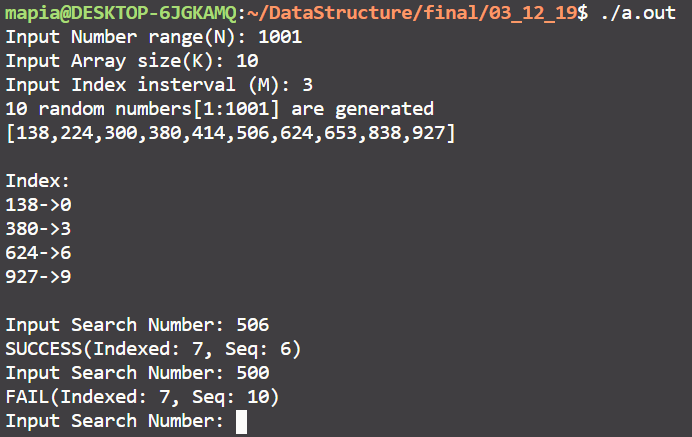 mapia@DESKTOP-6JGKAMQ:~/DataStructure/final/03_12_19$ ./a.out
Input Number range(N): 1001
Input Array size(K): 10
Input Index insterval (M): 3
10 random numbers[1:1001] are generated
[138,224,300,380,414,506,624,653,838,927]
Index:
138->0
380->3
624->6
927->9
Input Search Number: 506
SUCCESS(Indexed: 7, Seq: 6)
Input Search Number: 500
FAIL(Indexed: 7, Seq: 10)
Input Search Number: